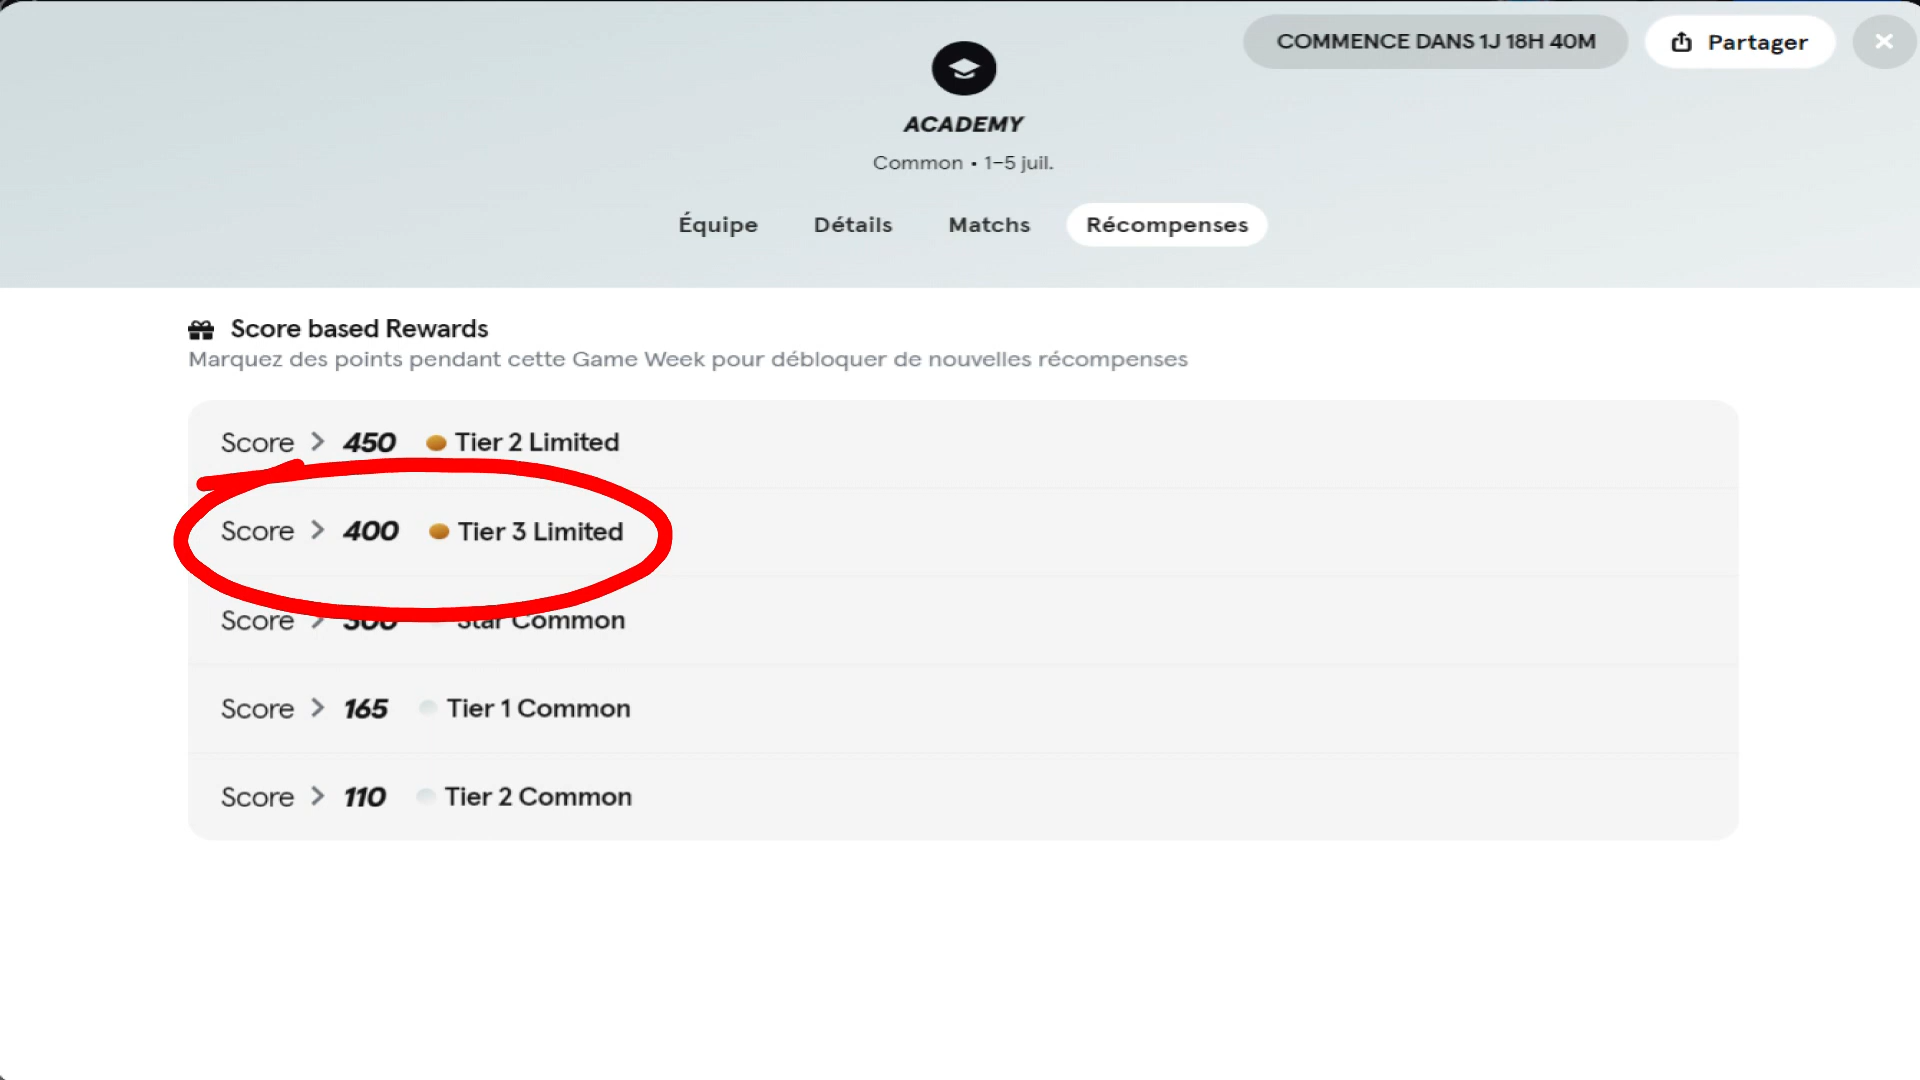 COMMENCE DANS 1J 18H 40M
Partager
ACADEMY
Common • 1–5 juil.
Équipe Détails Matchs Récompenses
Score based Rewards
Marquez des points pendant cette Game Week pour débloquer de nouvelles récompenses
Score > 450 Tier 2 Limited
Score > 400 Tier 3 Limited
Score > 300 Star Common
Score > 165 Tier 1 Common
Score > 110 Tier 2 Common